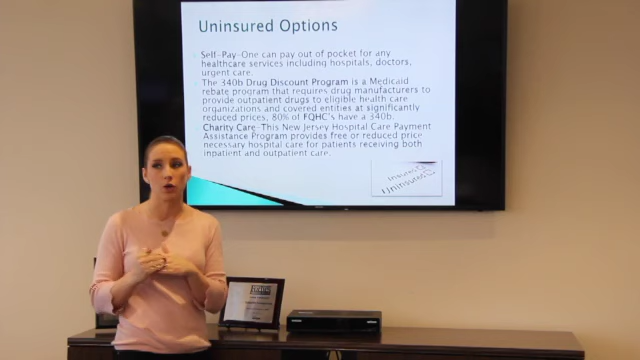 Uninsured Options
Self-Pay-One can pay out of pocket for any
healthcare services including hospitals, doctors,
urgent care.
The 340b Drug Discount Program is a Medicaid
rebate program that requires drug manufacturers to
provide outpatient drugs to eligible health care
organizations and covered entities at significantly
reduced prices, 80% of FQHC's have a 340b.
Charity Care-This New Jersey Hospital Care Payment
Assistance Program provides free or reduced price
necessary hospital care for patients receiving both
inpatient and outpatient care.
Insured
Uninsured